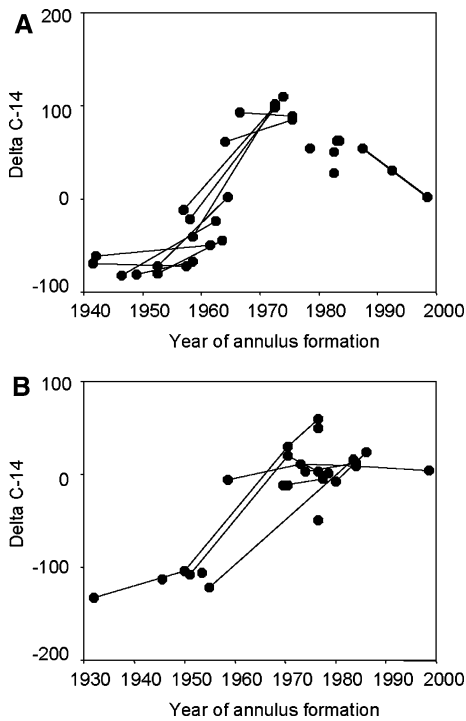 A
200
100
0
-100
Delta C-14
1940 1950 1960 1970 1980 1990 2000
Year of annulus formation
B
100
0
-100
-200
Delta C-14
1930 1940 1950 1960 1970 1980 1990 2000
Year of annulus formation